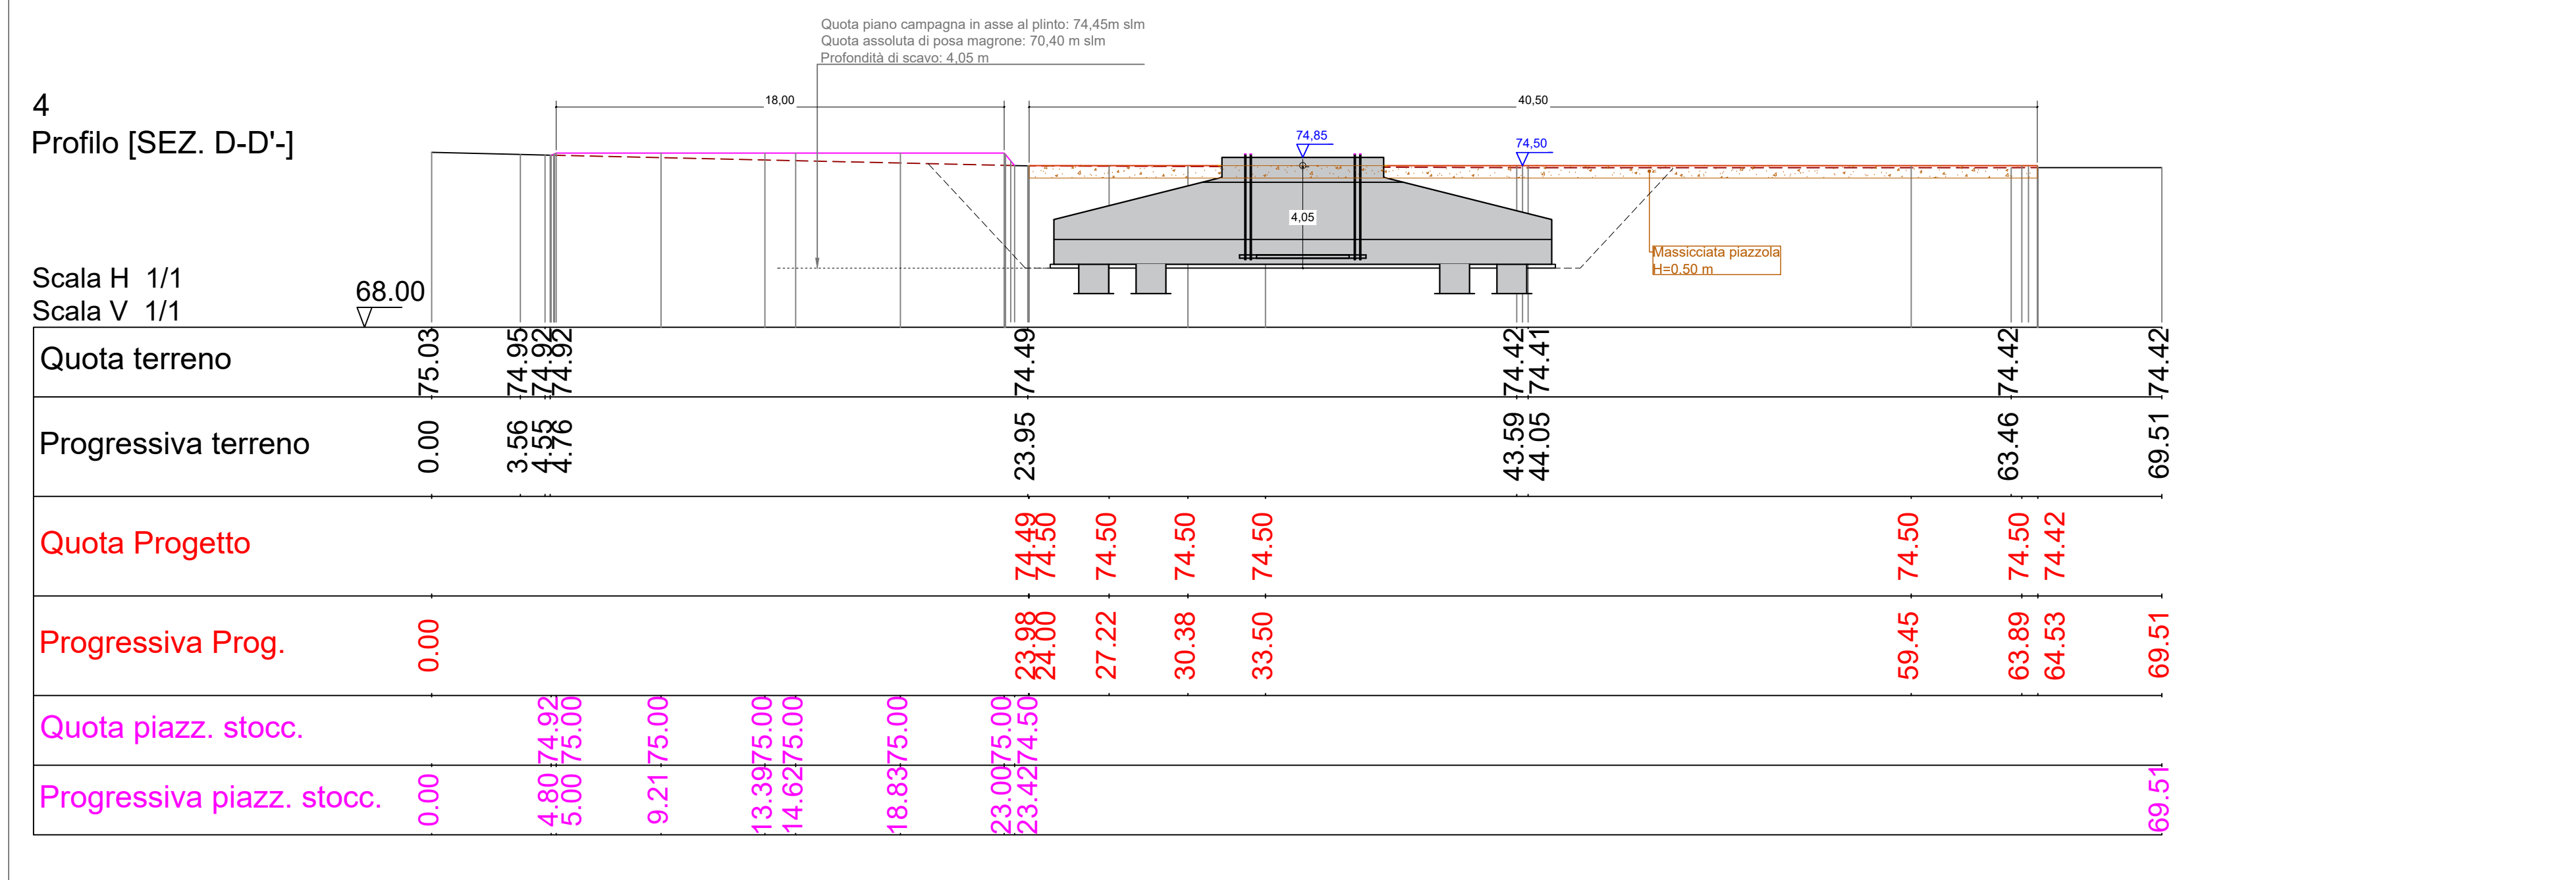 Quota piano campagna in asse al plinto: 74,45m slm
Quota assoluta di posa magrone: 70,40 m slm
Profondità di scavo: 4,05 m
4
Profilo [SEZ. D-D'-]
18,00
40,50
74,85
74,50
4,05
Massicciata piazzola
H=0.50 m
Scala H 1/1
Scala V 1/1
68.00
Quota terreno 75.03 74.95 74.92 74.92 74.49 74.42 74.41 74.42 74.42
Progressiva terreno 0.00 3.56 4.55 4.76 23.95 43.59 44.05 63.46 69.51
Quota Progetto 74.49 74.50 74.50 74.50 74.50 74.50 74.50 74.42
Progressiva Prog. 0.00 23.98 24.00 27.22 30.38 33.50 59.45 63.89 64.53 69.51
Quota piazz. stocc. 74.92 75.00 75.00 75.00 75.00 75.00 75.00 74.50
Progressiva piazz. stocc. 0.00 4.80 5.00 9.21 13.39 14.62 18.83 23.00 23.42 69.51